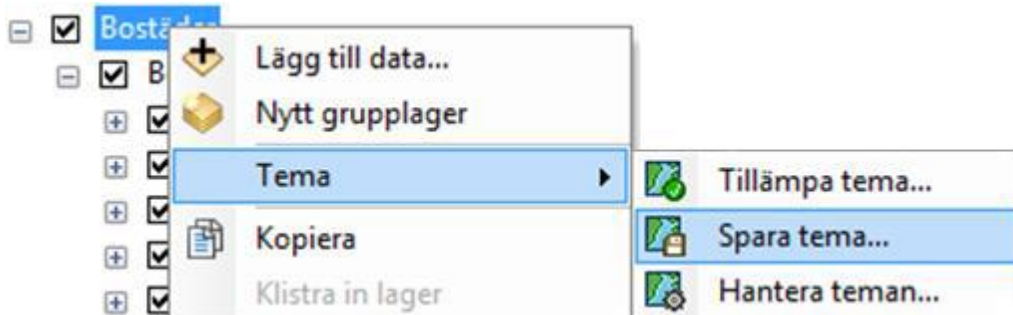 Bostäder
Lägg till data...
Nytt grupplager
Tema
Tillämpa tema...
Spara tema...
Kopiera
Hantera teman...
Klistra in lager